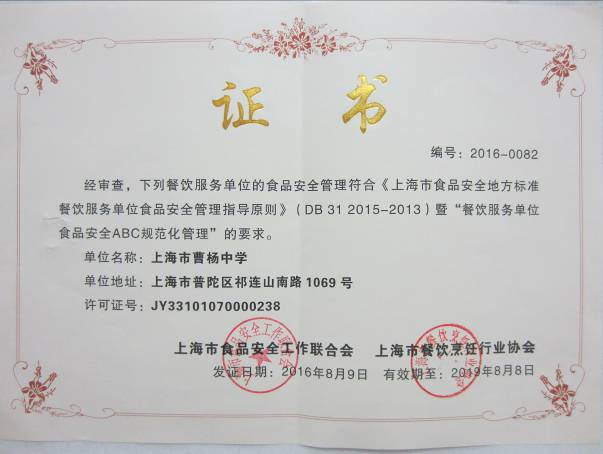 证 书
编号：2016-0082
经审查，下列餐饮服务单位的食品安全管理符合《上海市食品安全地方标准
餐饮服务单位食品安全管理指导原则》（DB 31 2015-2013）暨“餐饮服务单位
食品安全ABC规范化管理”的要求。
单位名称：上海市曹杨中学
单位地址：上海市普陀区祁连山南路 1069 号
许可证号：JY33101070000238
上海市食品安全工作联合会 上海市餐饮烹饪行业协会
发证日期：2016年8月9日 有效期至：2019年8月8日